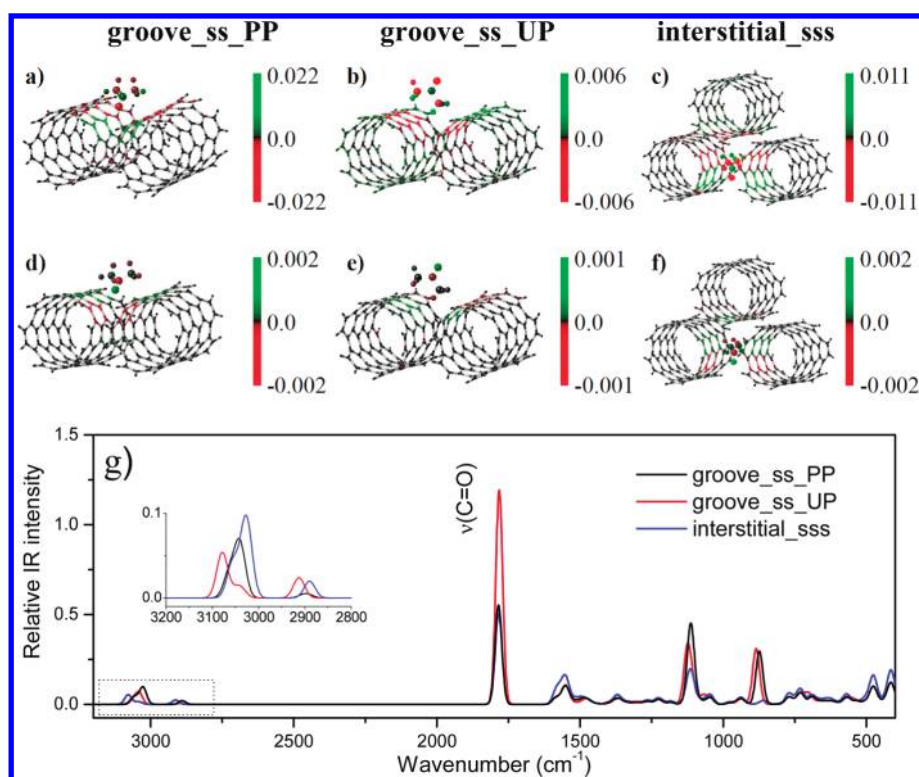 groove_ss_PP groove_ss_UP interstitial_sss
a) 0.022 b) 0.006 c) 0.011
0.0 0.0 0.0
-0.022 -0.006 -0.011
d) 0.002 e) 0.001 f) 0.002
0.0 0.0 0.0
-0.002 -0.001 -0.002
1.5
g)
ν(C=O)
groove_ss_PP
groove_ss_UP
interstitial_sss
0.1
0.0
3200 3100 3000 2900 2800
1.0
0.5
0.0
Relative IR intensity
3000 2500 2000 1500 1000 500
Wavenumber (cm⁻¹)